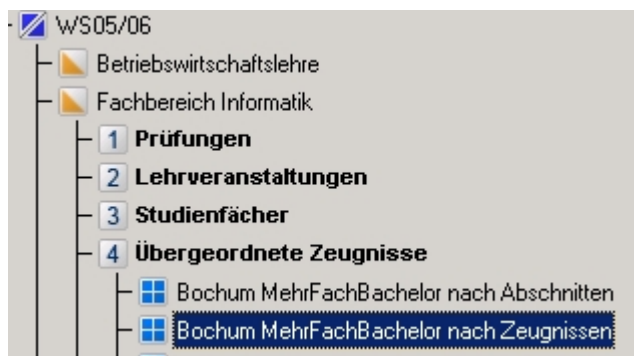 WS05/06
Betriebswirtschaftslehre
Fachbereich Informatik
1 Prüfungen
2 Lehrveranstaltungen
3 Studienfächer
4 Übergeordnete Zeugnisse
Bochum MehrFachBachelor nach Abschnitten
Bochum MehrFachBachelor nach Zeugnissen